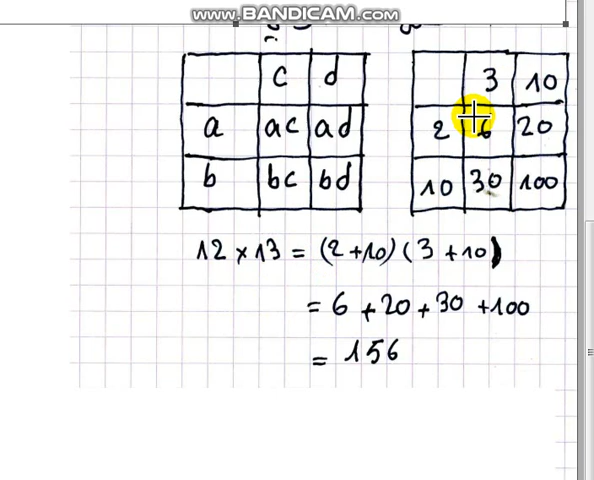 www.BANDICAM.com
c d
a ac ad
b bc bd
3 10
2 6 20
10 30 100
12 × 13 = (2 + 10) (3 + 10)
= 6 + 20 + 30 + 100
= 156